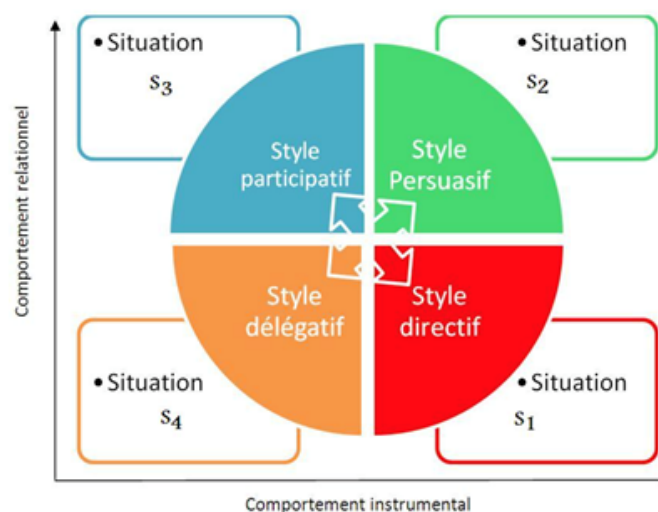 • Situation
s₃
• Situation
s₂
Style
participatif
Style
Persuasif
Style
délégatif
Style
directif
• Situation
s₄
• Situation
s₁
Comportement relationnel
Comportement instrumental